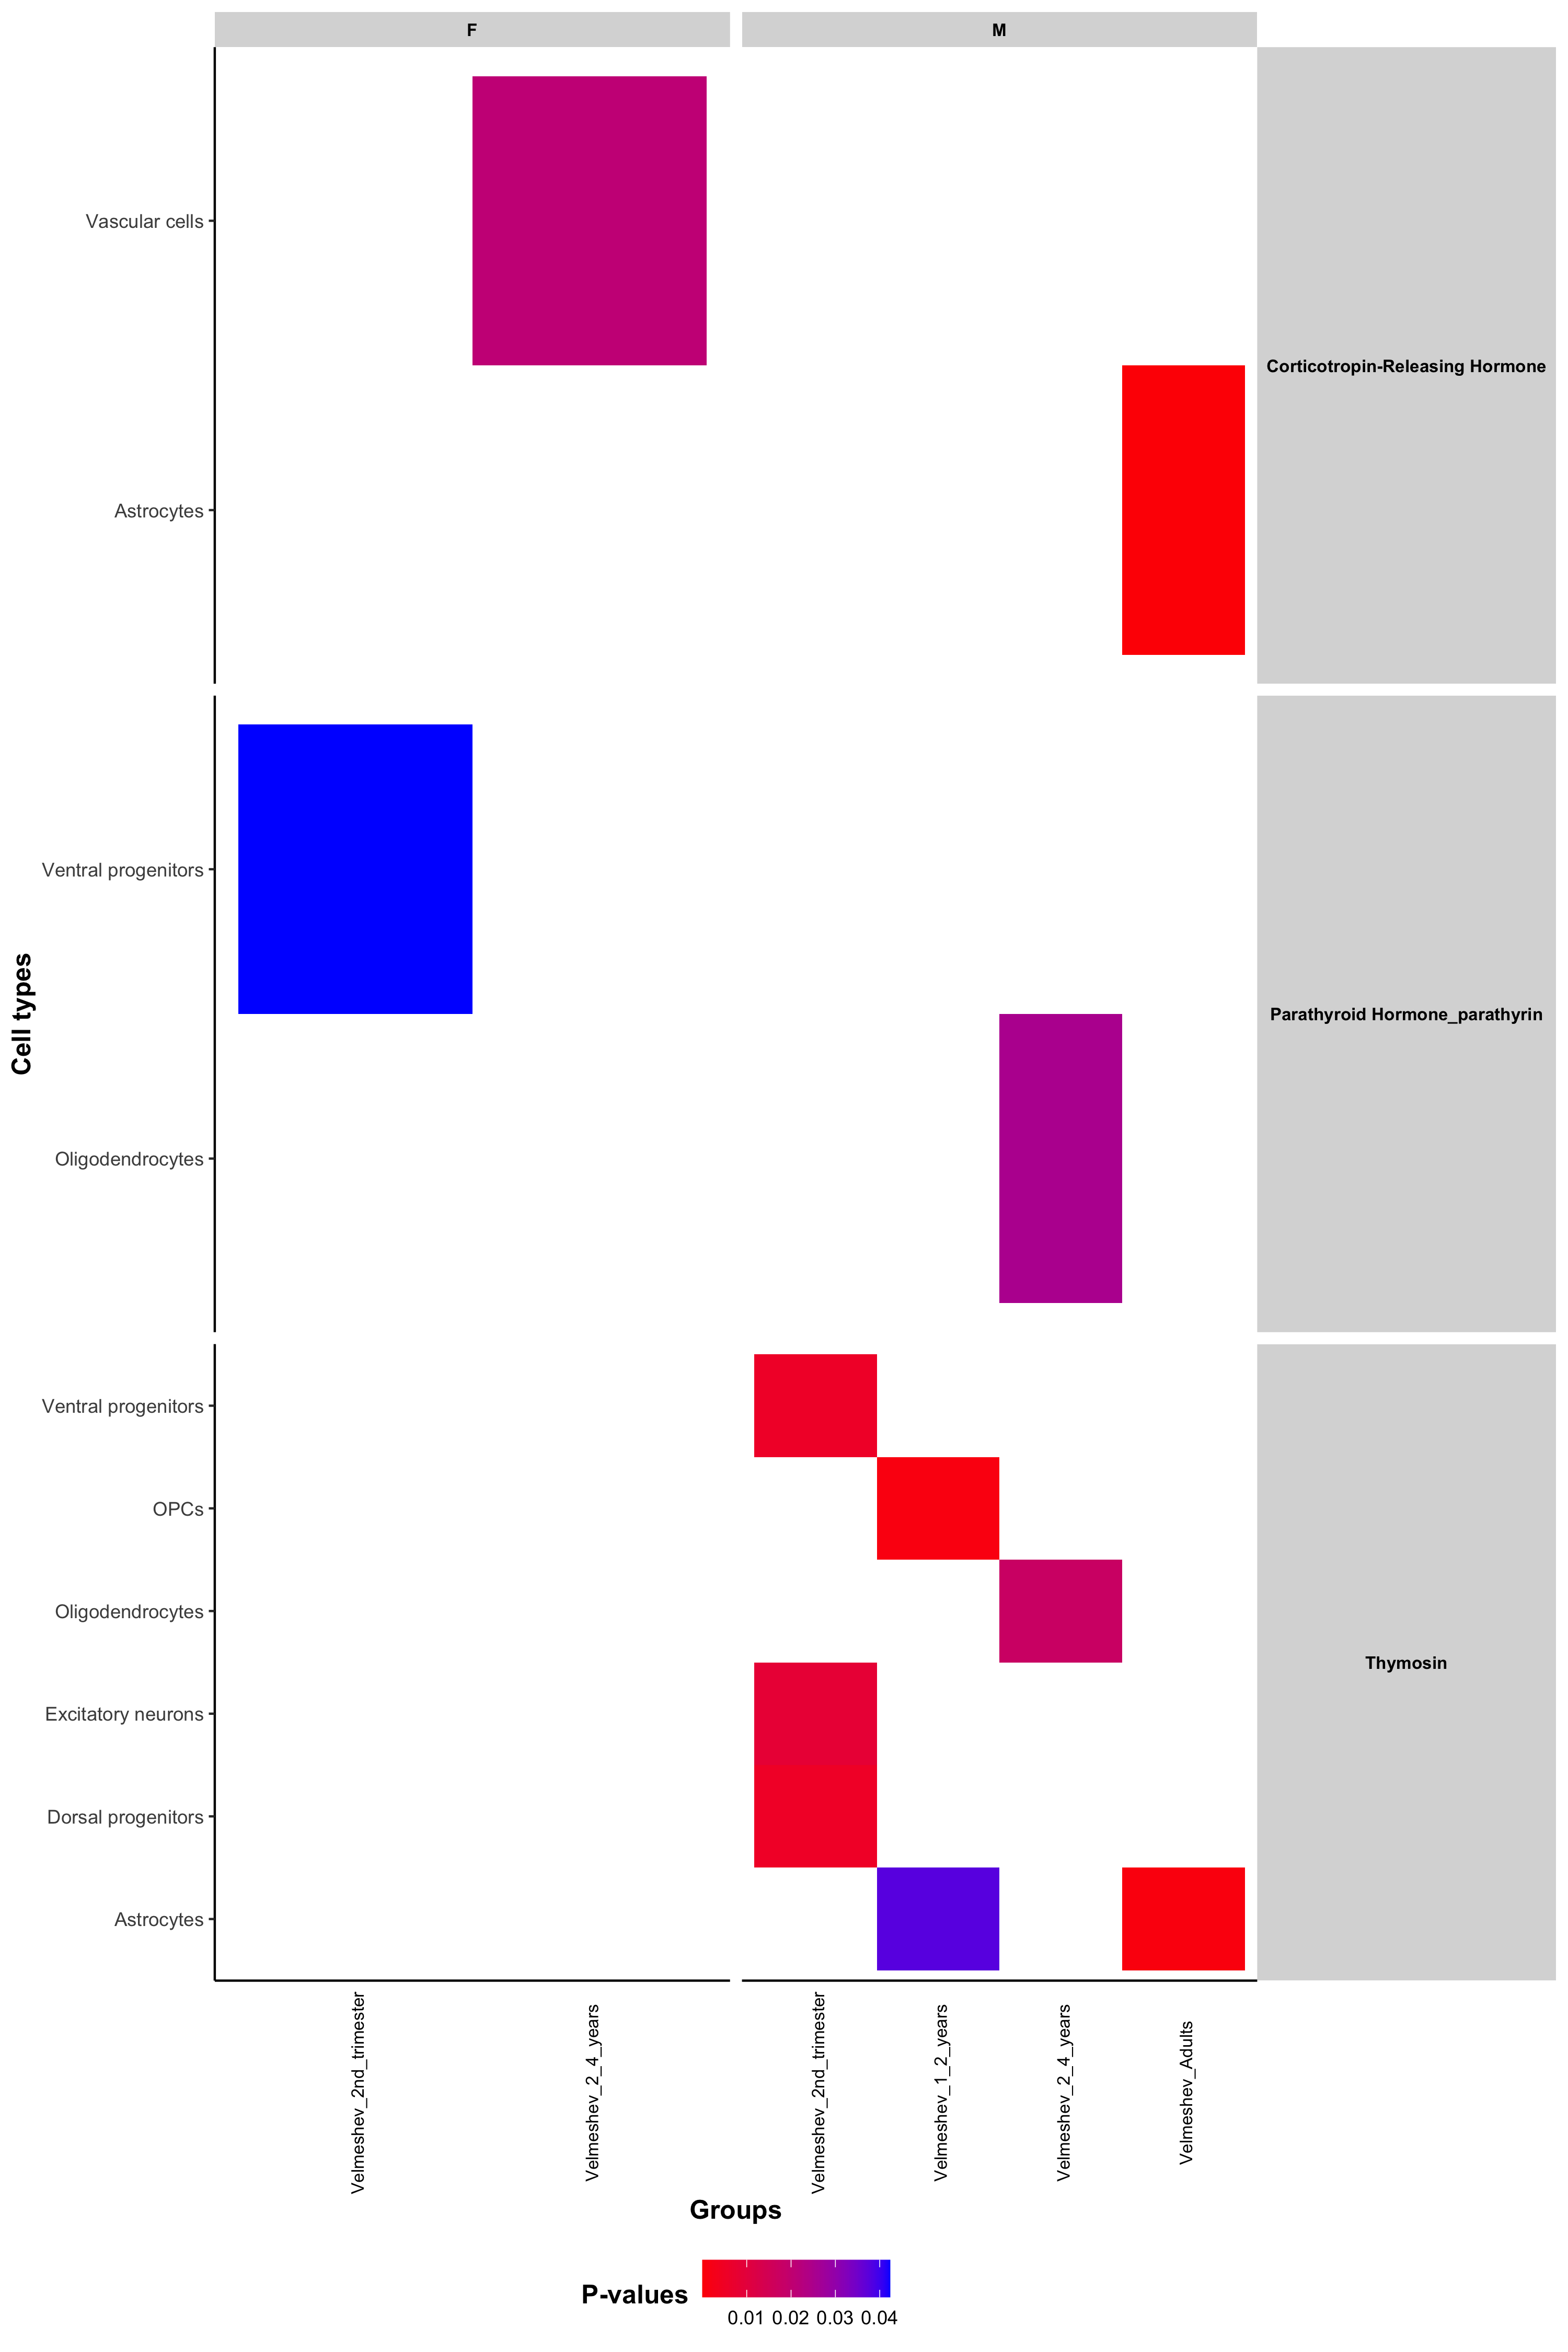 F
M
Vascular cells
Astrocytes
Corticotropin-Releasing Hormone
Ventral progenitors
Oligodendrocytes
Parathyroid Hormone_parathyrin
Cell types
Ventral progenitors
OPCs
Oligodendrocytes
Excitatory neurons
Dorsal progenitors
Astrocytes
Thymosin
Velmeshev_2nd_trimester
Velmeshev_2_4_years
Velmeshev_2nd_trimester
Velmeshev_1_2_years
Velmeshev_2_4_years
Velmeshev_Adults
Groups
P-values
0.01 0.02 0.03 0.04